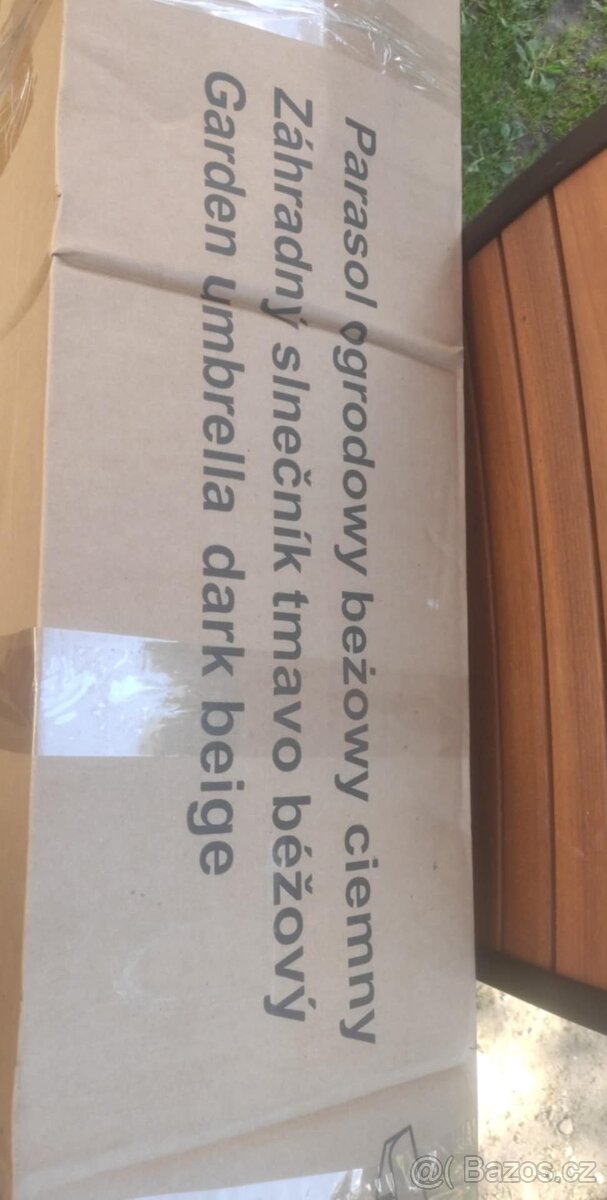 Parasol ogrodowy beżowy ciemny
Záhradný slnečník tmavo béžový
Garden umbrella dark beige
@( Bazos.cz